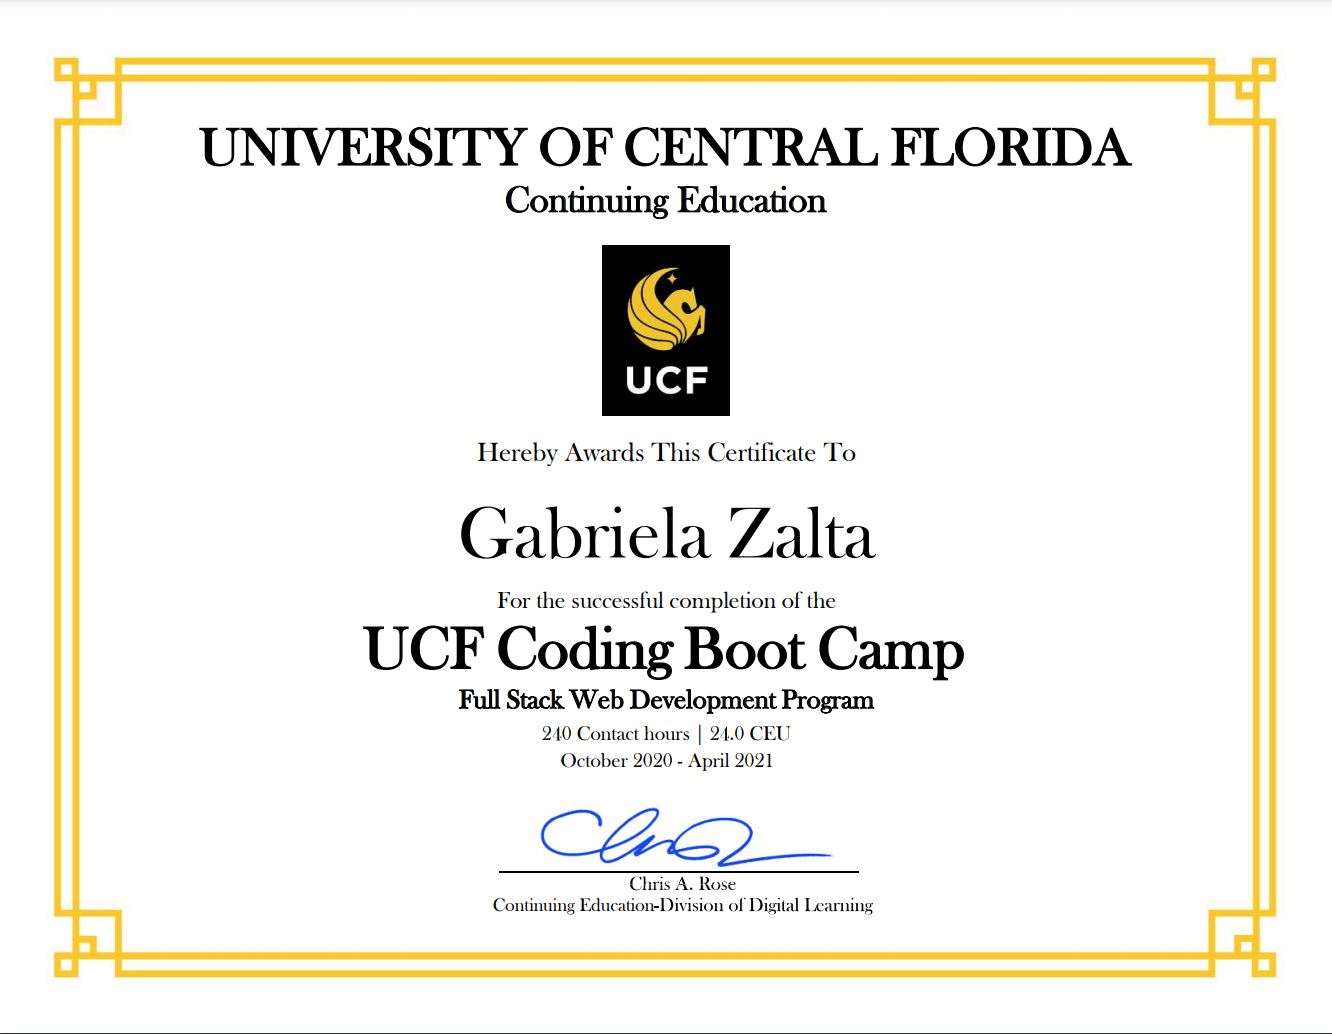 UNIVERSITY OF CENTRAL FLORIDA
Continuing Education
UCF
Hereby Awards This Certificate To
Gabriela Zalta
For the successful completion of the
UCF Coding Boot Camp
Full Stack Web Development Program
240 Contact hours | 24.0 CEU
October 2020 - April 2021
Chris A. Rose
Continuing Education-Division of Digital Learning